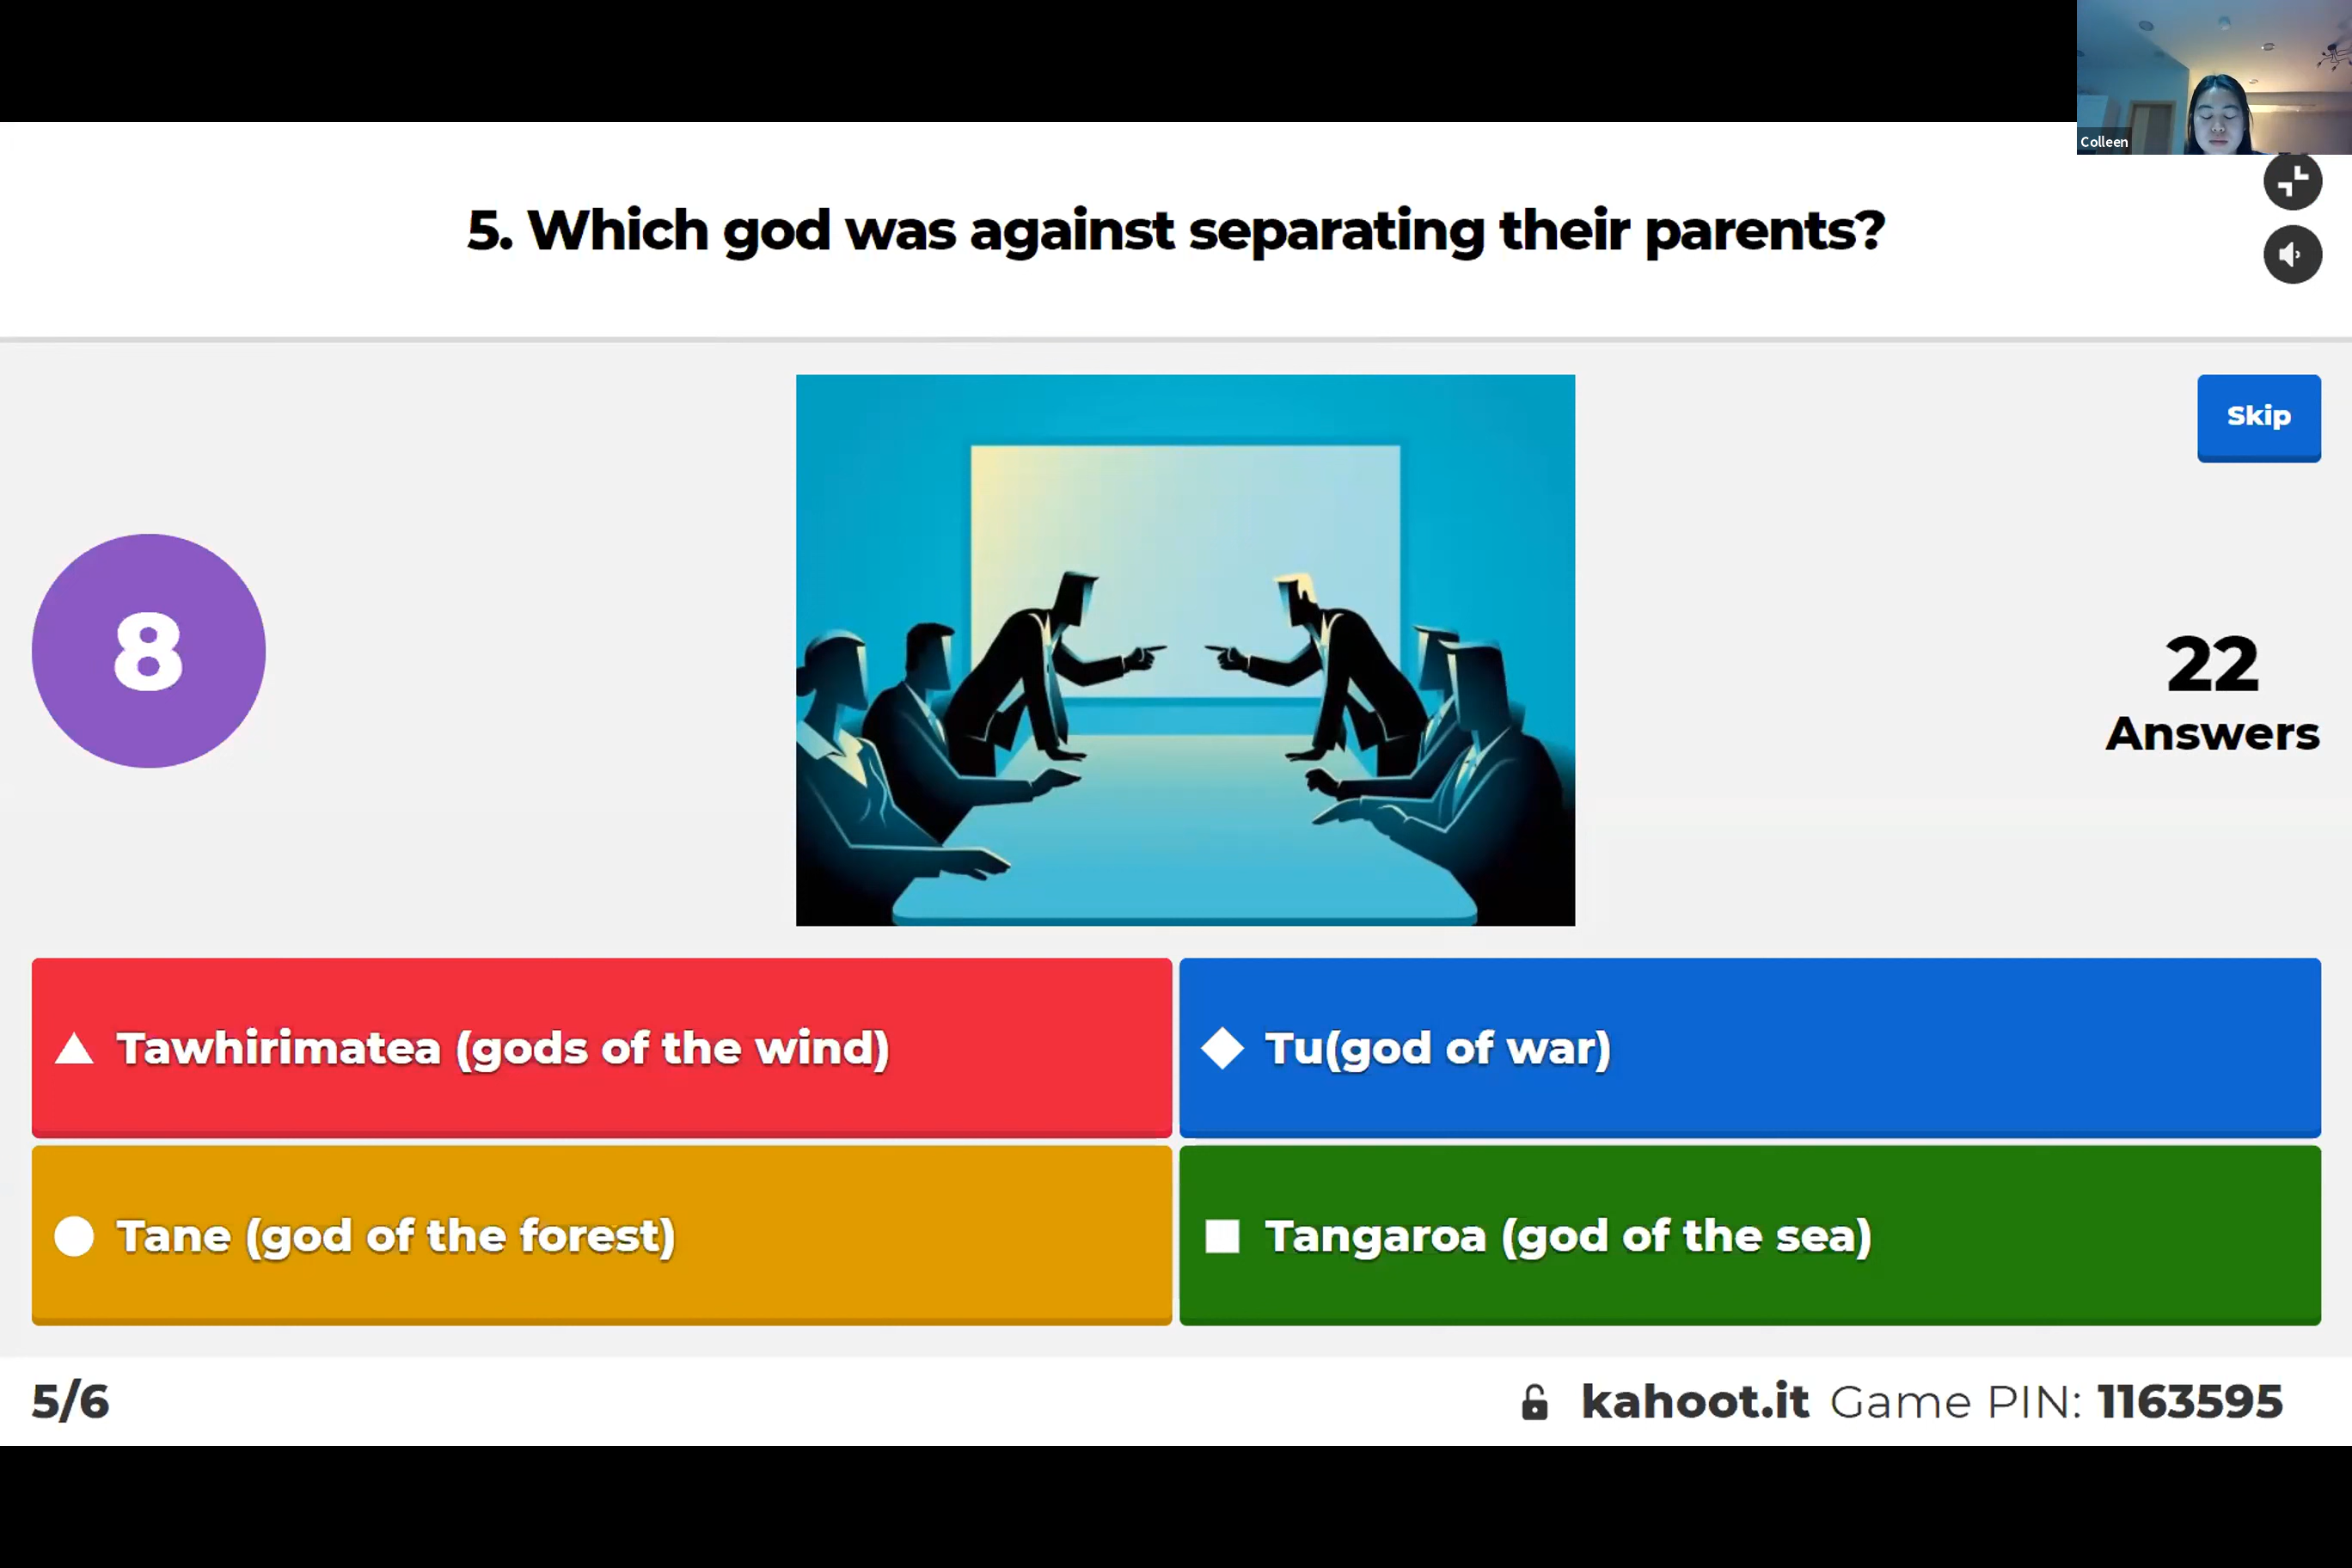 Colleen
5. Which god was against separating their parents?
Skip
8
22
Answers
Tawhirimatea (gods of the wind)
Tu(god of war)
Tane (god of the forest)
Tangaroa (god of the sea)
5/6
kahoot.it Game PIN: 1163595